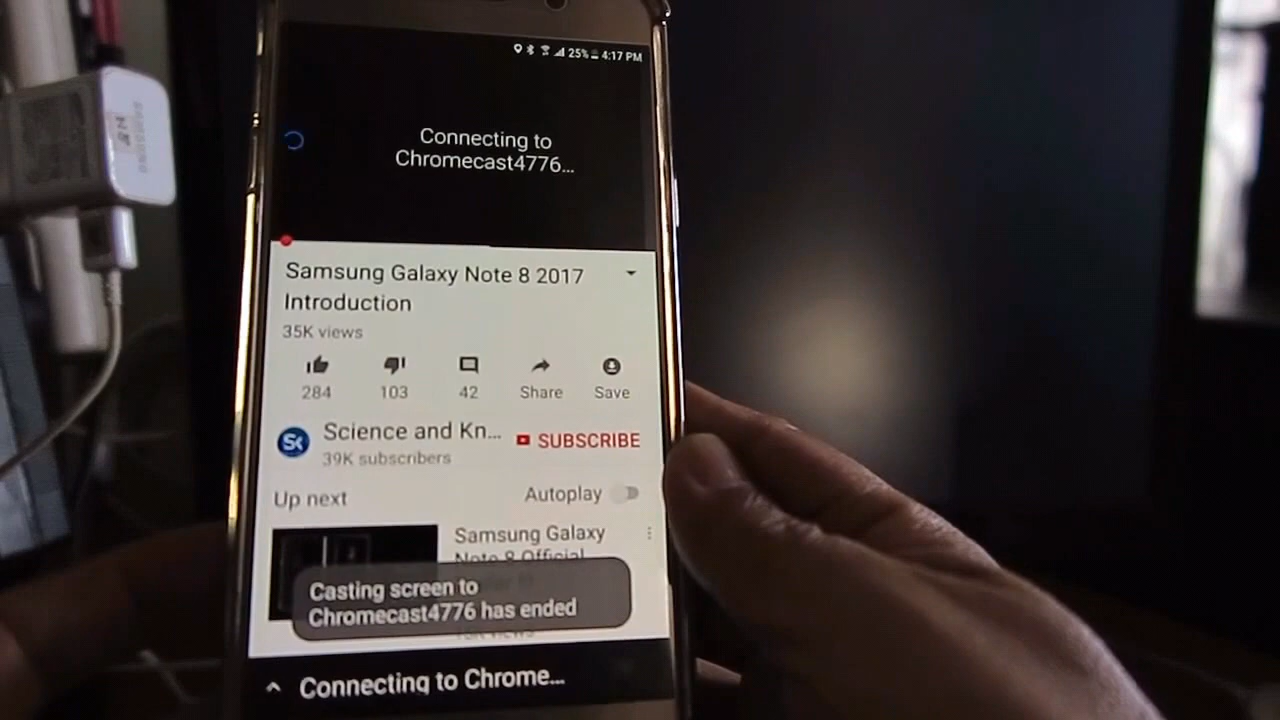 25% 4:17 PM
Connecting to
Chromecast4776...
Samsung Galaxy Note 8 2017
Introduction
35K views
284
103
42
Share
Save
SK
Science and Kn...
SUBSCRIBE
39K subscribers
Up next
Autoplay
Samsung Galaxy
Note 8 Official
Casting screen to
Chromecast4776 has ended
Connecting to Chrome...
SAMSUNG